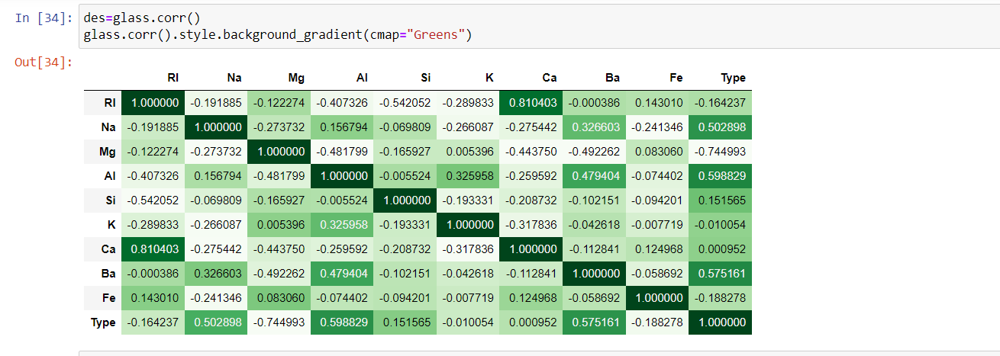 In [34]: des=glass.corr()
glass.corr().style.background_gradient(cmap="Greens")
Out[34]:
RI Na Mg Al Si K Ca Ba Fe Type
RI 1.000000 -0.191885 -0.122274 -0.407326 -0.542052 -0.289833 0.810403 -0.000386 0.143010 -0.164237
Na -0.191885 1.000000 -0.273732 0.156794 -0.069809 -0.266087 -0.275442 0.326603 -0.241346 0.502898
Mg -0.122274 -0.273732 1.000000 -0.481799 -0.165927 0.005396 -0.443750 -0.492262 0.083060 -0.744993
Al -0.407326 0.156794 -0.481799 1.000000 -0.005524 0.325958 -0.259592 0.479404 -0.074402 0.598829
Si -0.542052 -0.069809 -0.165927 -0.005524 1.000000 -0.193331 -0.208732 -0.102151 -0.094201 0.151565
K -0.289833 -0.266087 0.005396 0.325958 -0.193331 1.000000 -0.317836 -0.042618 -0.007719 -0.010054
Ca 0.810403 -0.275442 -0.443750 -0.259592 -0.208732 -0.317836 1.000000 -0.112841 0.124968 0.000952
Ba -0.000386 0.326603 -0.492262 0.479404 -0.102151 -0.042618 -0.112841 1.000000 -0.058692 0.575161
Fe 0.143010 -0.241346 0.083060 -0.074402 -0.094201 -0.007719 0.124968 -0.058692 1.000000 -0.188278
Type -0.164237 0.502898 -0.744993 0.598829 0.151565 -0.010054 0.000952 0.575161 -0.188278 1.000000